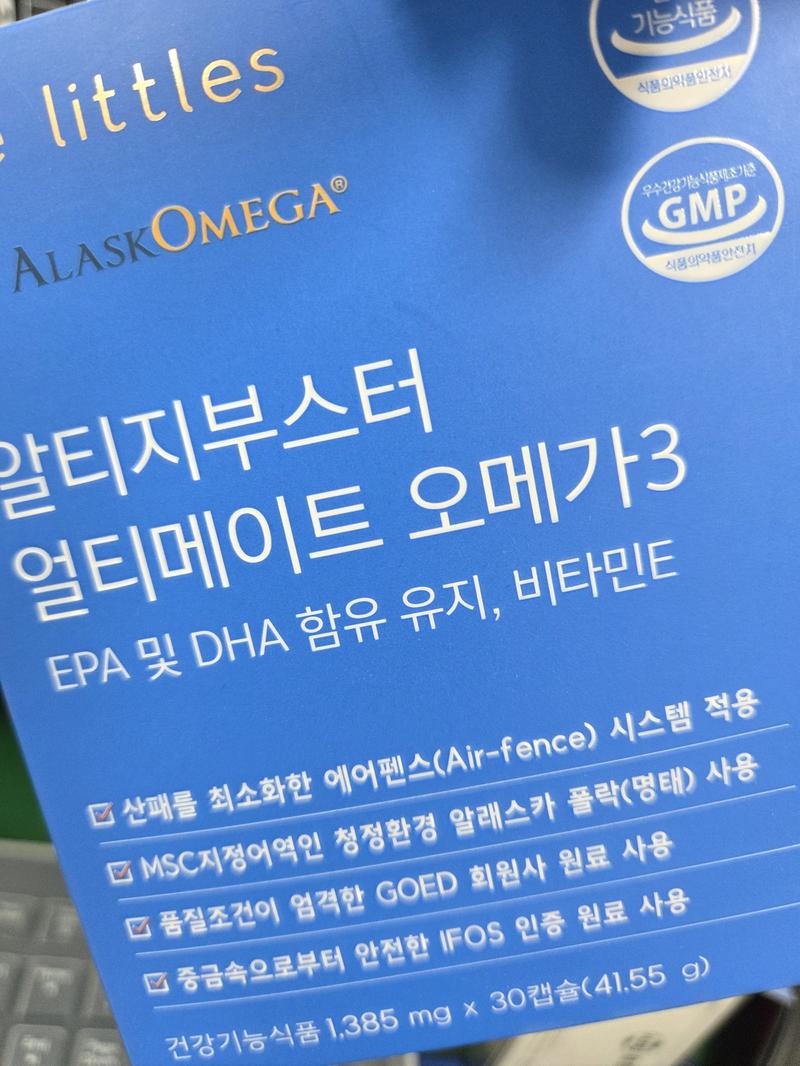 littles
기능식품
식품의약품안전처
ALASKOMEGA®
우수건강기능식품제조기준
GMP
식품의약품안전처
알티지부스터
얼티메이트 오메가3
EPA 및 DHA 함유 유지, 비타민E
산패를 최소화한 에어펜스(Air-fence) 시스템 적용
MSC지정어역인 청정환경 알래스카 폴락(명태) 사용
품질조건이 엄격한 GOED 회원사 원료 사용
중금속으로부터 안전한 IFOS 인증 원료 사용
건강기능식품 1,385 mg x 30캡슐(41.55 g)